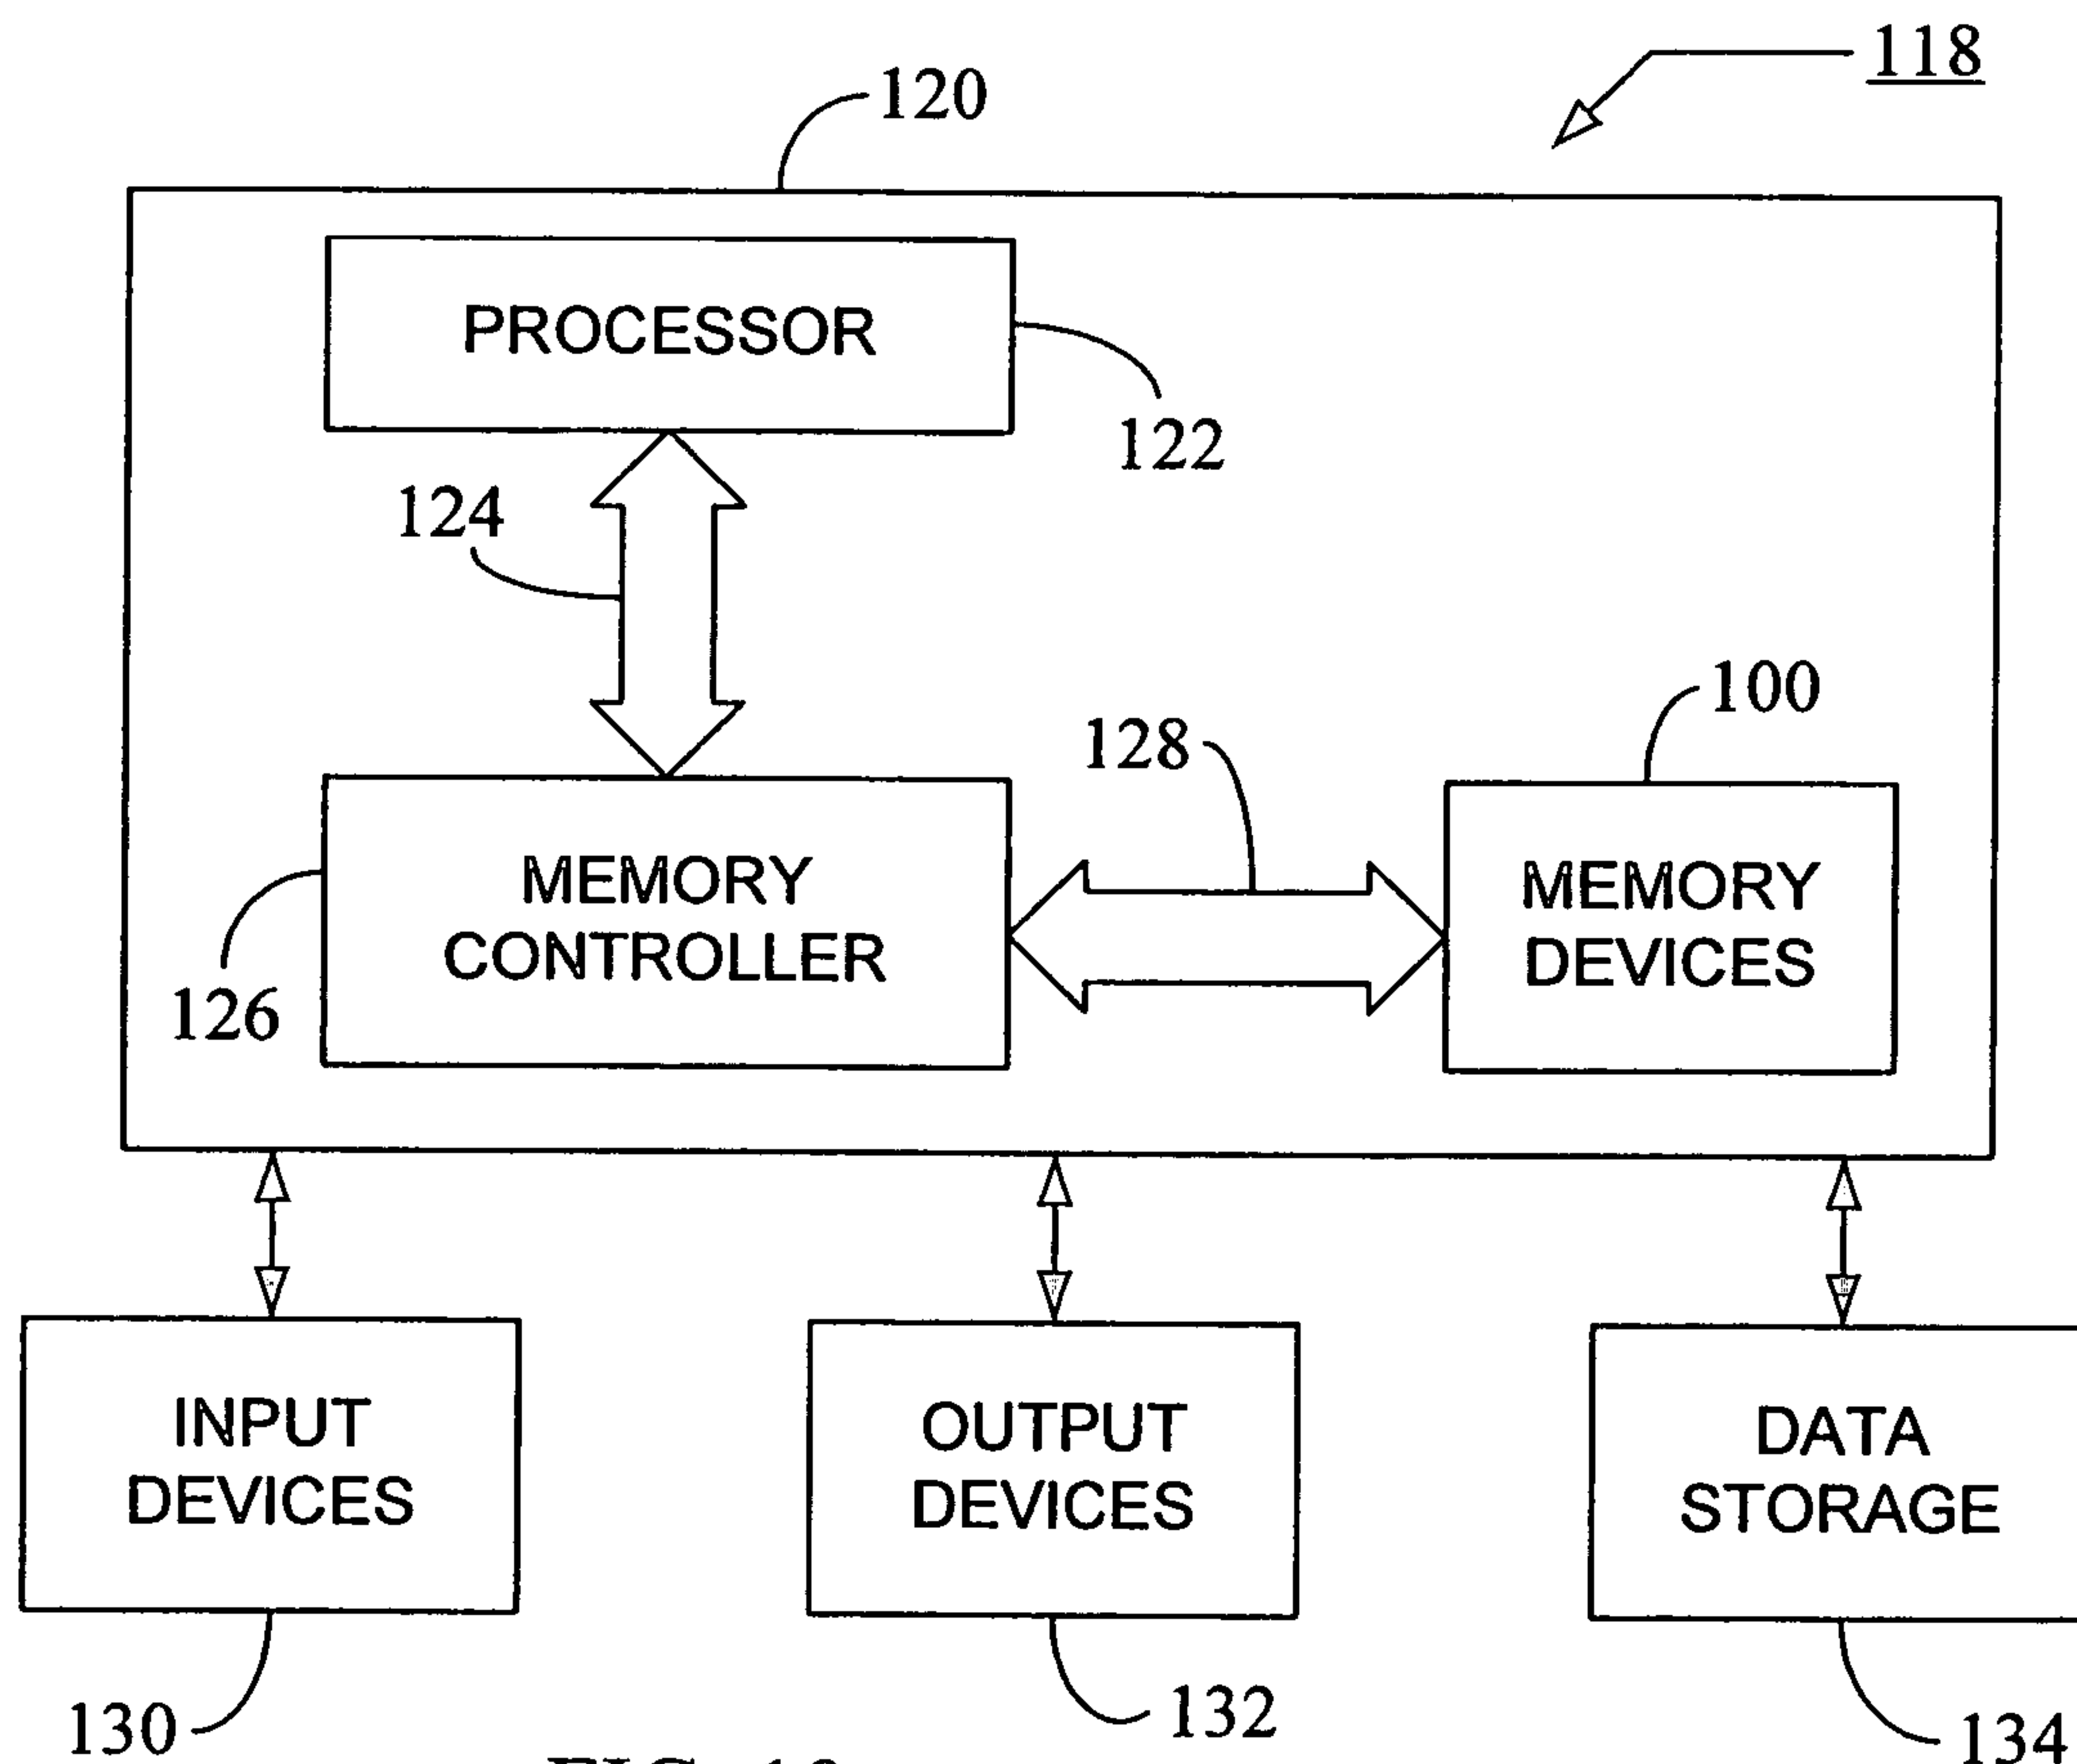 118
120
PROCESSOR
122
124
100
128
MEMORY
CONTROLLER
MEMORY
DEVICES
126
INPUT
DEVICES
OUTPUT
DEVICES
DATA
STORAGE
130
132
134